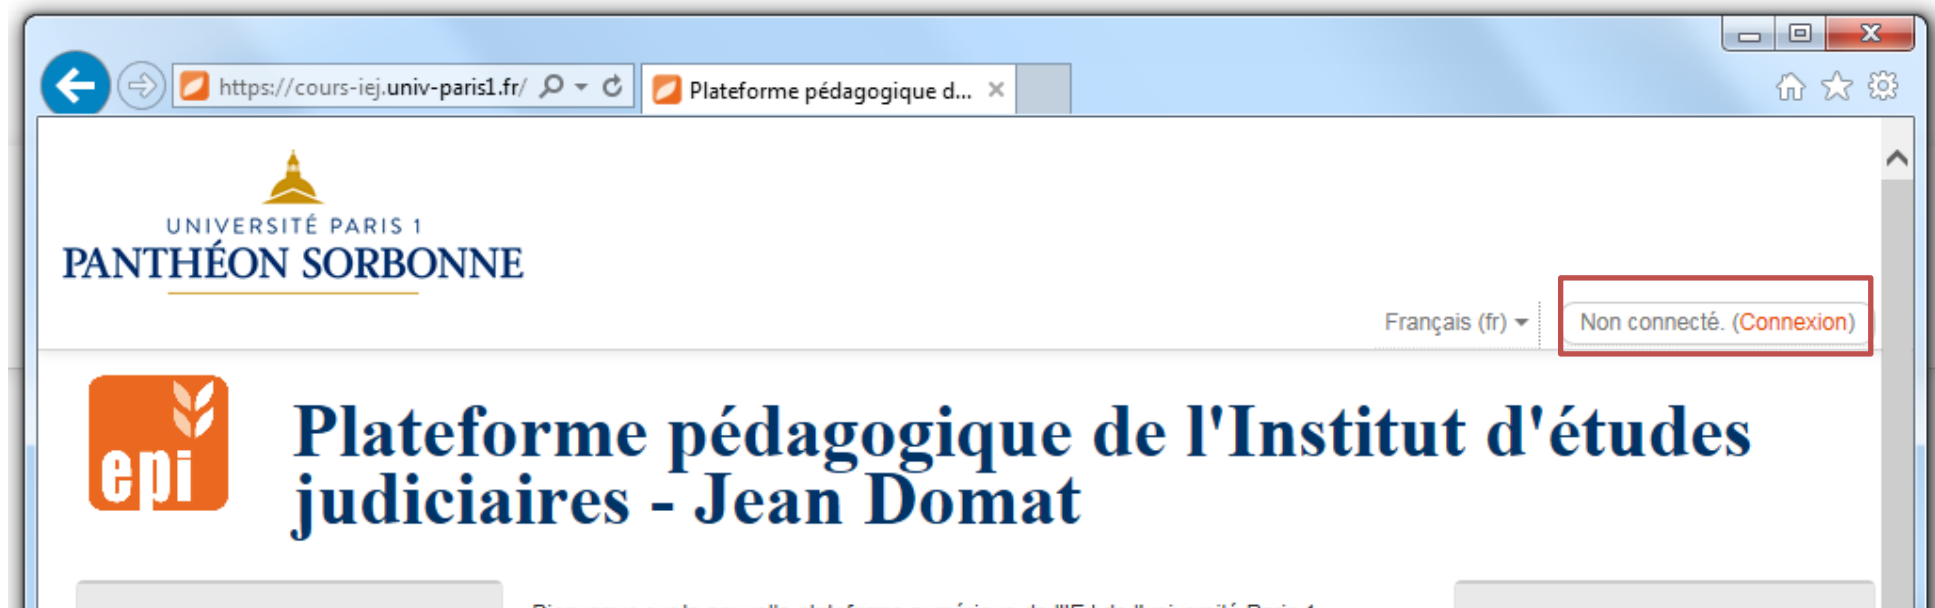 https://cours-iej.univ-paris1.fr/
Plateforme pédagogique d...
UNIVERSITÉ PARIS 1
PANTHÉON SORBONNE
Français (fr)
Non connecté. (Connexion)
epi
Plateforme pédagogique de l'Institut d'études
judiciaires - Jean Domat